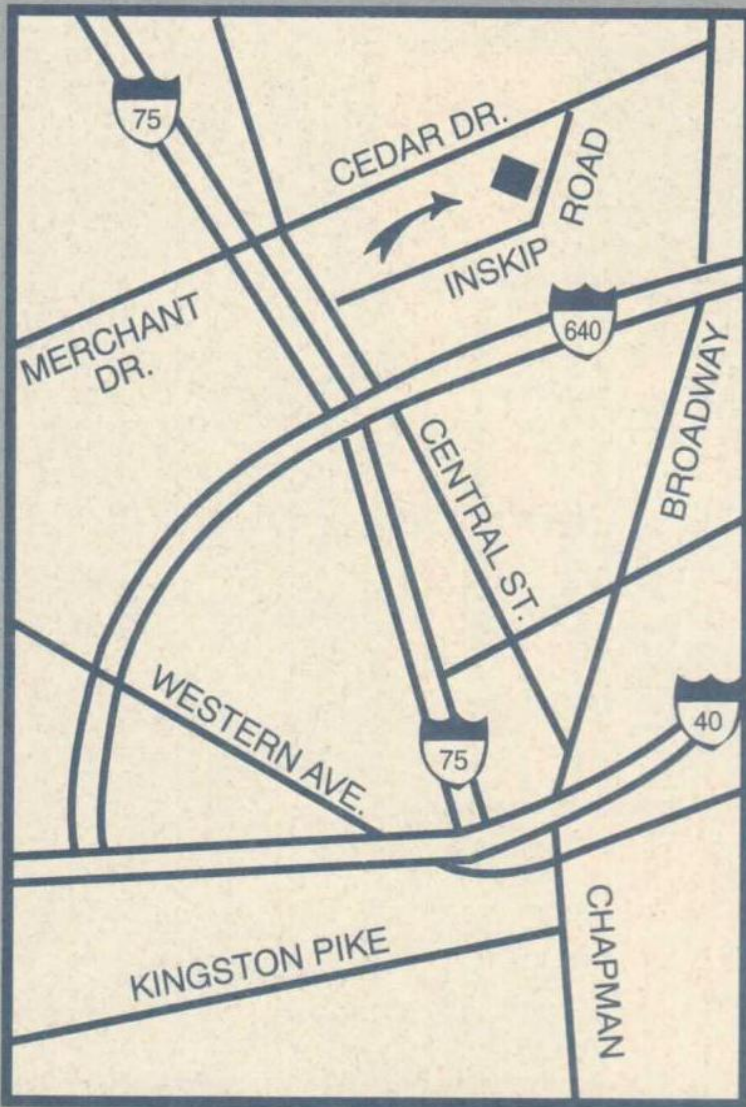 75
CEDAR DR.
ROAD
INSKIP
MERCHANT
DR.
640
BROADWAY
CENTRAL ST.
WESTERN AVE.
75
40
KINGSTON PIKE
CHAPMAN